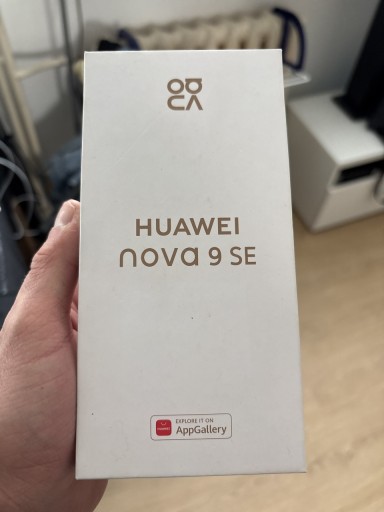 HUAWEI
nova 9 SE
EXPLORE IT ON
AppGallery